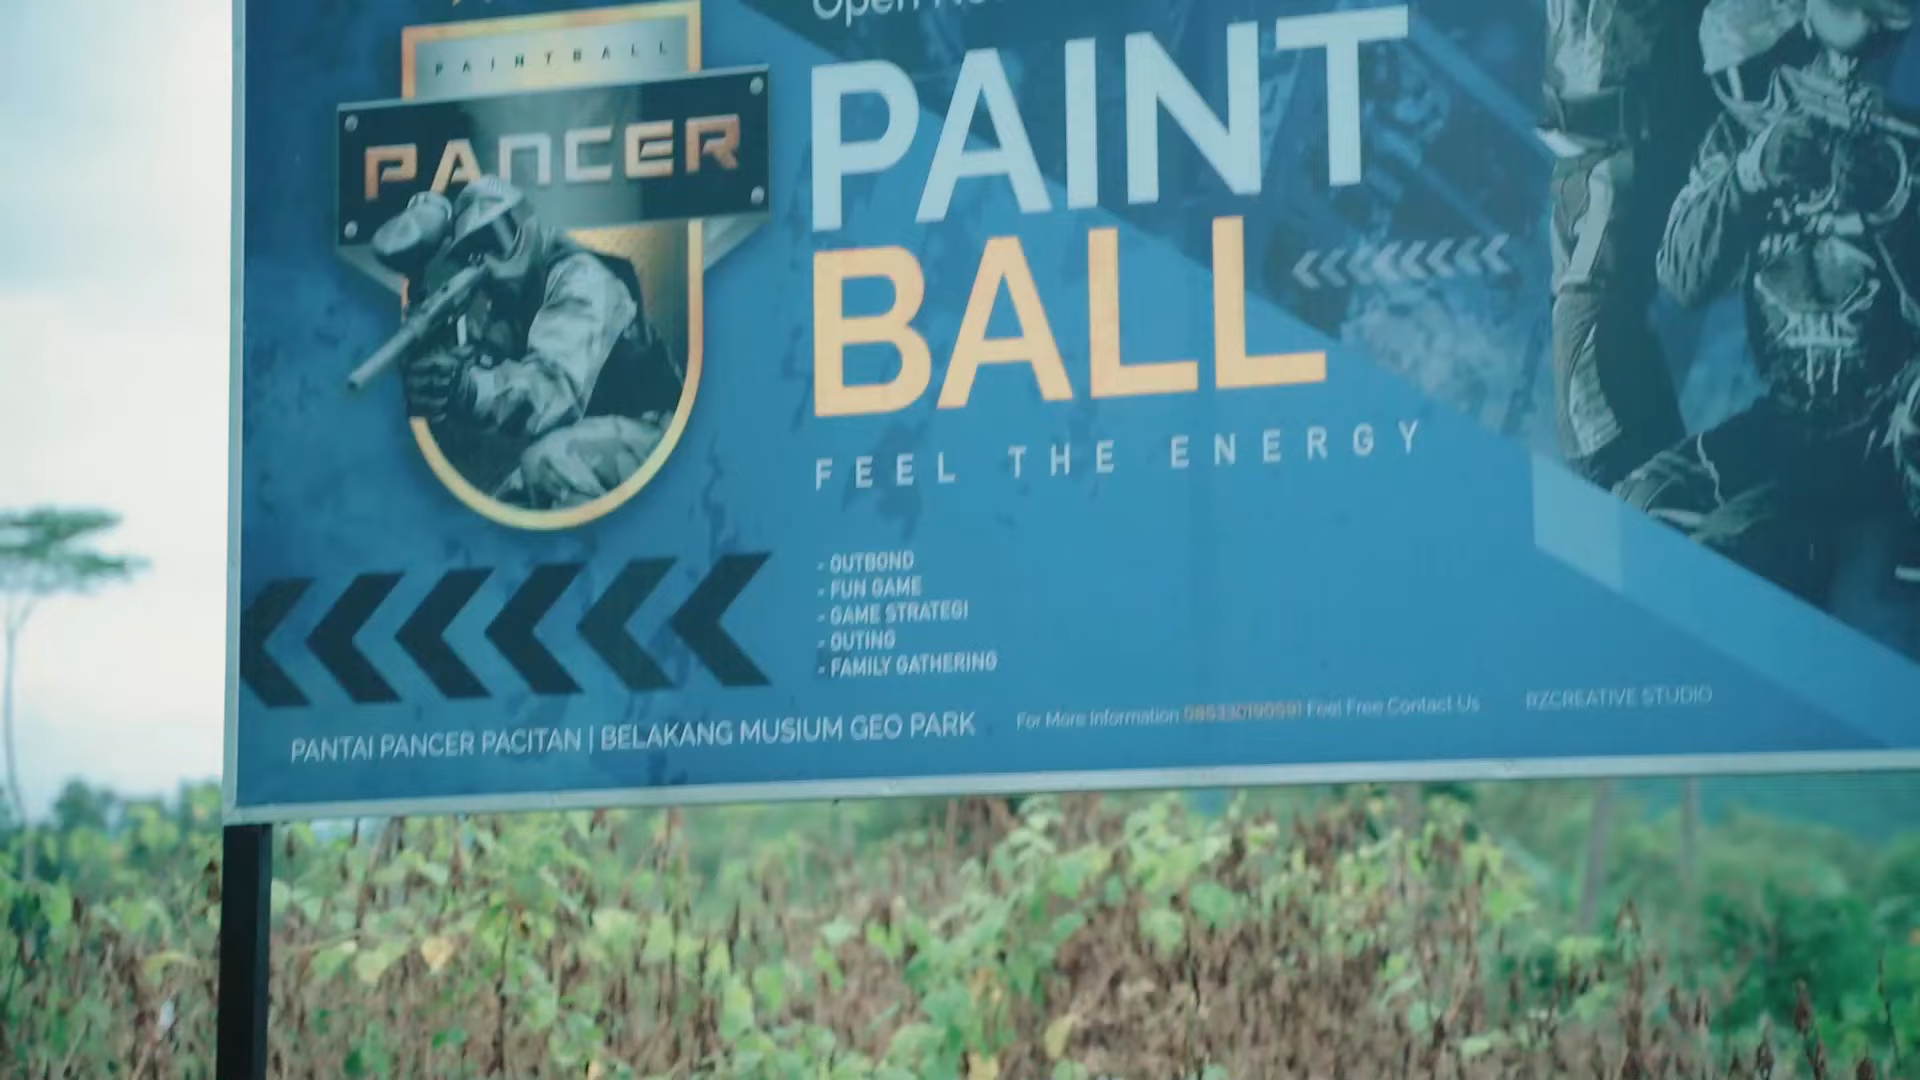 Open
PAINTBALL
PANCER
PAINT
BALL
FEEL THE ENERGY
- OUTBOND
- FUN GAME
- GAME STRATEGI
- OUTING
- FAMILY GATHERING
PANTAI PANCER PACITAN | BELAKANG MUSIUM GEO PARK
For More Information Feel Free Contact Us
RZCREATIVE STUDIO